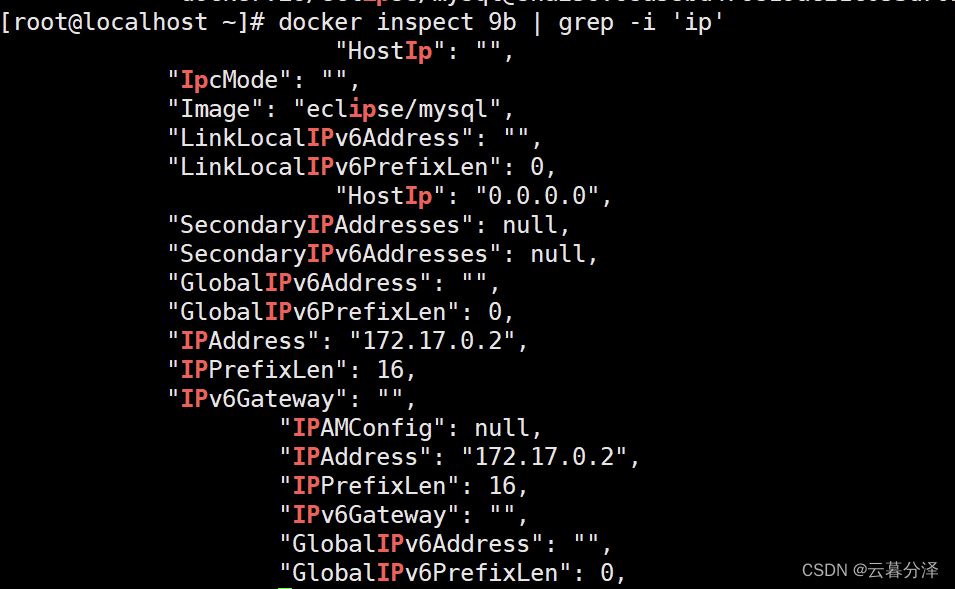 [root@localhost ~]# docker inspect 9b | grep -i 'ip'
"HostIp": "",
"IpcMode": "",
"Image": "eclipse/mysql",
"LinkLocalIPv6Address": "",
"LinkLocalIPv6PrefixLen": 0,
"HostIp": "0.0.0.0",
"SecondaryIPAddresses": null,
"SecondaryIPv6Addresses": null,
"GlobalIPv6Address": "",
"GlobalIPv6PrefixLen": 0,
"IPAddress": "172.17.0.2",
"IPPrefixLen": 16,
"IPv6Gateway": "",
"IPAMConfig": null,
"IPAddress": "172.17.0.2",
"IPPrefixLen": 16,
"IPv6Gateway": "",
"GlobalIPv6Address": "",
"GlobalIPv6PrefixLen": 0,
CSDN @云暮分泽